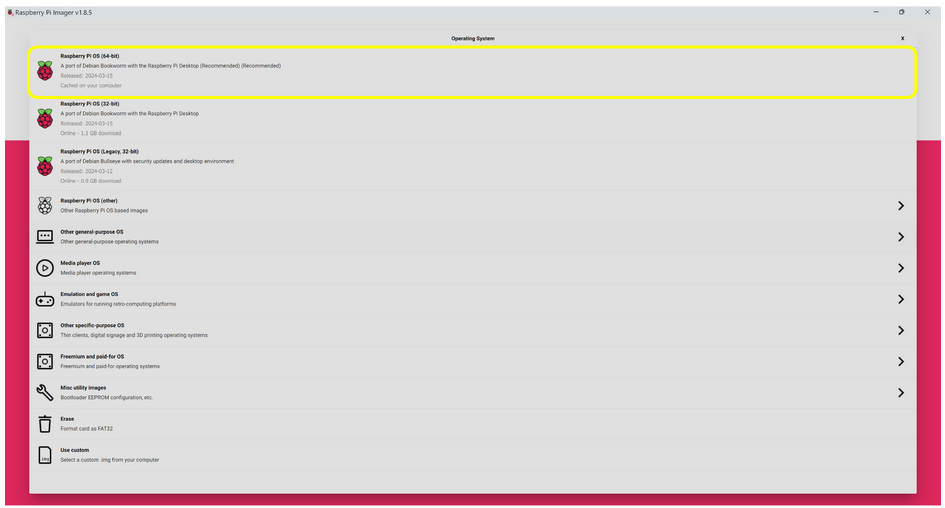 Raspberry Pi Imager v1.8.5
Operating System
X
Raspberry Pi OS (64-bit)
A port of Debian Bookworm with the Raspberry Pi Desktop (Recommended) (Recommended)
Released: 2024-03-15
Cached on your computer
Raspberry Pi OS (32-bit)
A port of Debian Bookworm with the Raspberry Pi Desktop
Released: 2024-03-15
Online - 1.1 GB download
Raspberry Pi OS (Legacy, 32-bit)
A port of Debian Bullseye with security updates and desktop environment
Released: 2024-03-12
Online - 0.9 GB download
Raspberry Pi OS (other)
Other Raspberry Pi OS based images
Other general-purpose OS
Other general-purpose operating systems
Media player OS
Media player operating systems
Emulation and game OS
Emulators for running retro-computing platforms
Other specific-purpose OS
Thin clients, digital signage and 3D printing operating systems
Freemium and paid-for OS
Freemium and paid-for operating systems
Misc utility images
Bootloader EEPROM configuration, etc.
Erase
Format card as FAT32
Use custom
.img
Select a custom .img from your computer